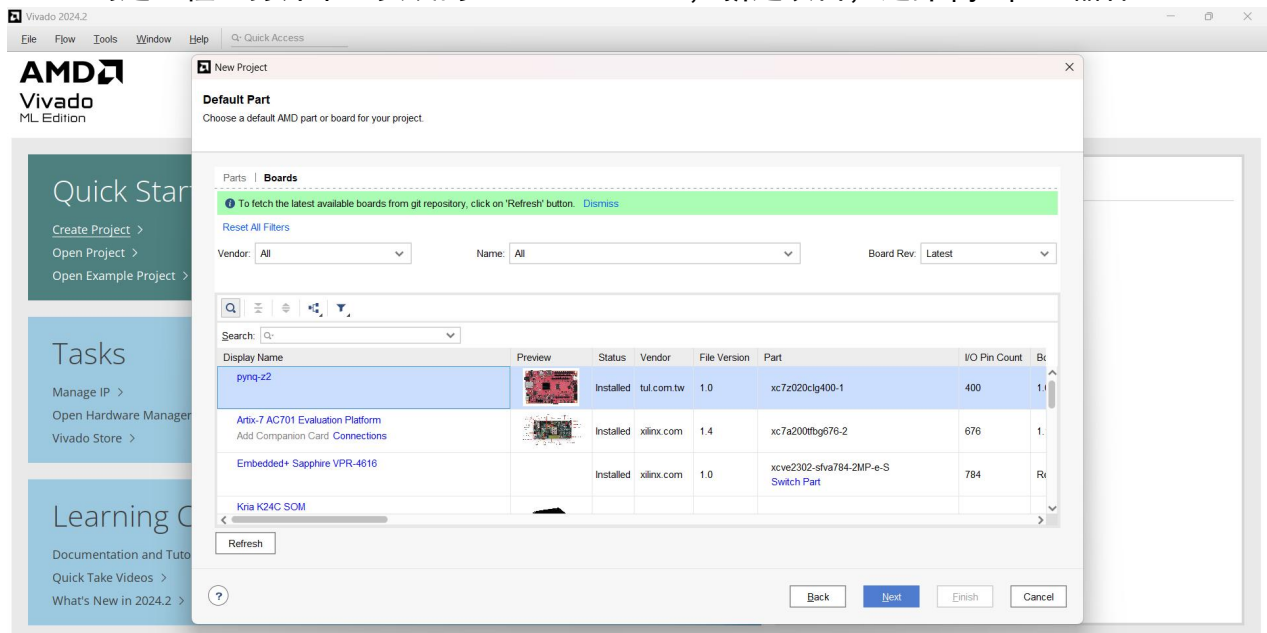 Vivado 2024.2
File Flow Tools Window Help Q- Quick Access
AMD
Vivado
ML Edition
Quick Star
Create Project >
Open Project >
Open Example Project >
Tasks
Manage IP >
Open Hardware Manager
Vivado Store >
Learning C
Documentation and Tuto
Quick Take Videos >
What's New in 2024.2 >
New Project
Default Part
Choose a default AMD part or board for your project.
Parts | Boards
To fetch the latest available boards from git repository, click on 'Refresh' button. Dismiss
Reset All Filters
Vendor: All Name: All Board Rev: Latest
Search: Q-
Display Name Preview Status Vendor File Version Part I/O Pin Count Bo
pynq-z2 Installed tul.com.tw 1.0 xc7z020clg400-1 400 1.0
Artix-7 AC701 Evaluation Platform
Add Companion Card Connections Installed xilinx.com 1.4 xc7a200tfbg676-2 676 1.
Embedded+ Sapphire VPR-4616 Installed xilinx.com 1.0 xcve2302-sfva784-2MP-e-S 784 Re
Switch Part
Kria K24C SOM
Refresh
? Back Next Finish Cancel